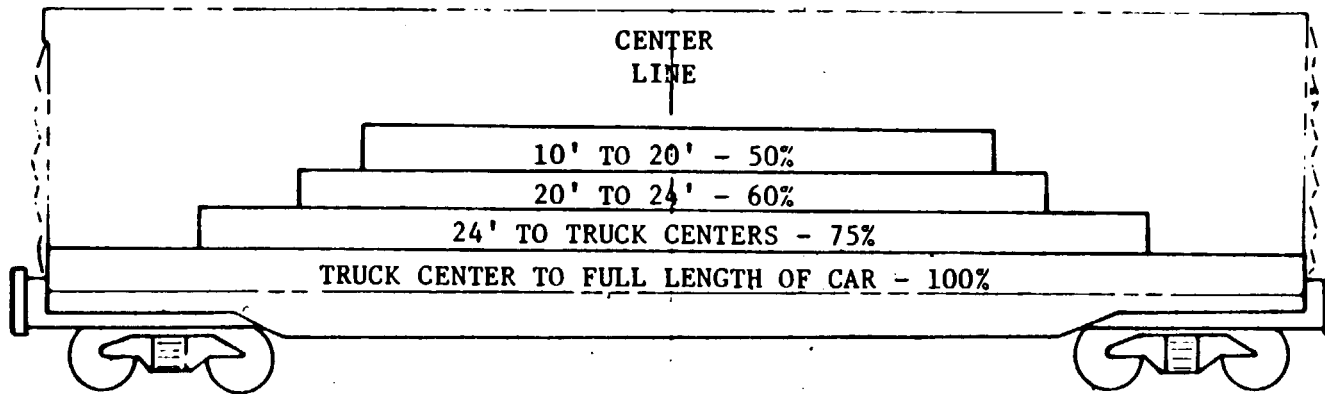 CENTER
LINE
10' TO 20' - 50%
20' TO 24' - 60%
24' TO TRUCK CENTERS - 75%
TRUCK CENTER TO FULL LENGTH OF CAR - 100%